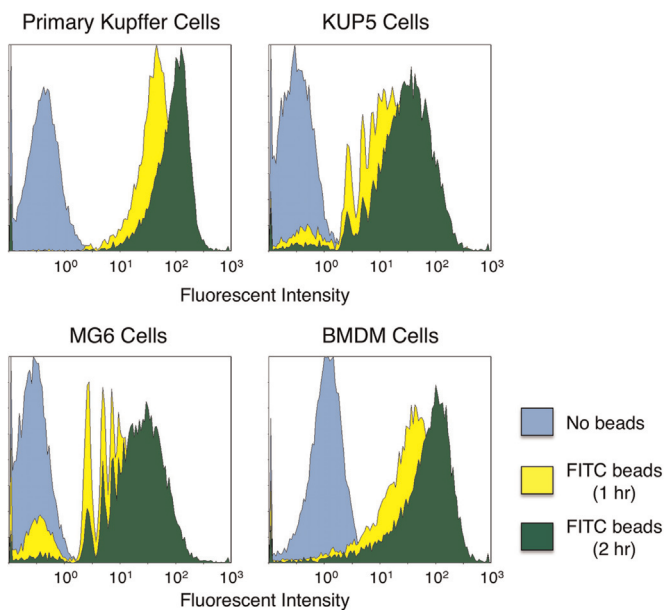 Primary Kupffer Cells
KUP5 Cells
10⁰ 10¹ 10² 10³
Fluorescent Intensity
10⁰ 10¹ 10² 10³
Fluorescent Intensity
MG6 Cells
BMDM Cells
10⁰ 10¹ 10² 10³
Fluorescent Intensity
10⁰ 10¹ 10² 10³
Fluorescent Intensity
No beads
FITC beads
(1 hr)
FITC beads
(2 hr)